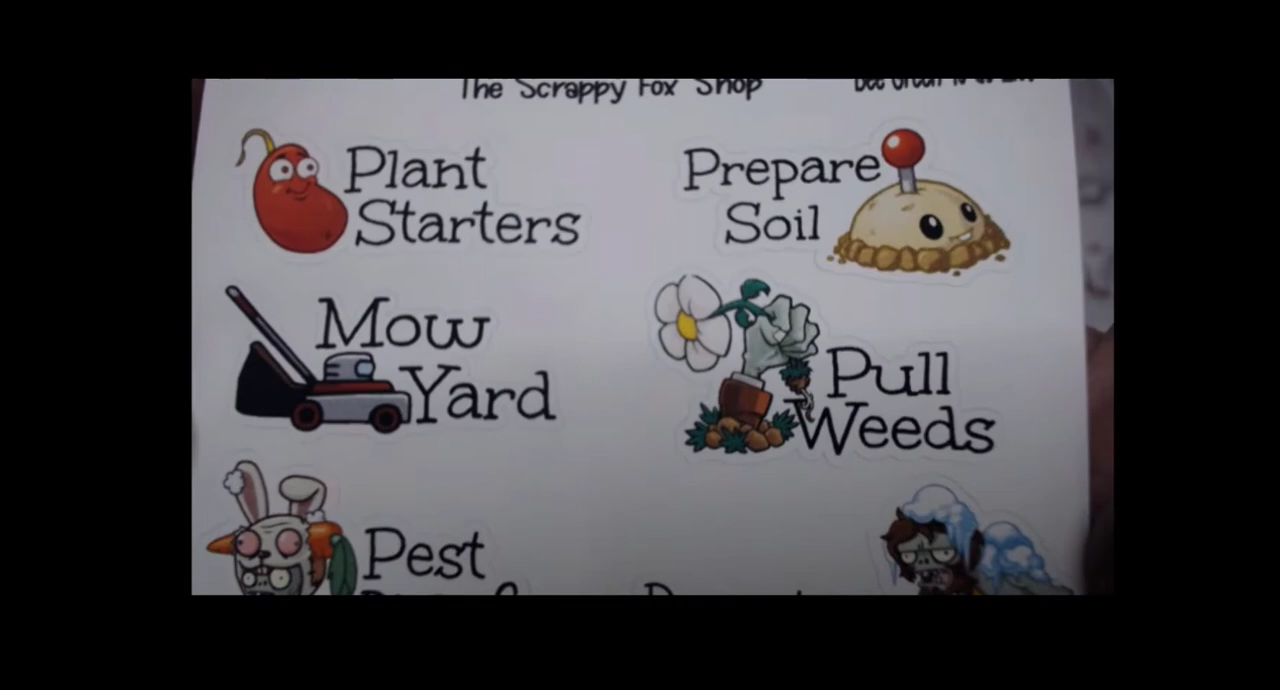 The Scrappy Fox Shop
Plant
Starters
Prepare
Soil
Mow
Yard
Pull
Weeds
Pest